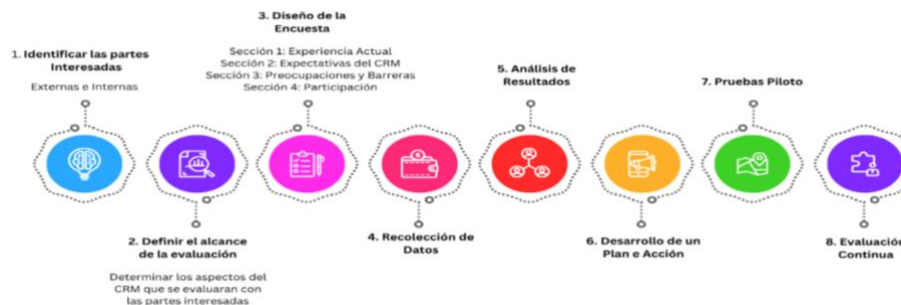 1. Identificar las partes
Interesadas
Externas e Internas
2. Definir el alcance
de la evaluación
Determinar los aspectos del
CRM que se evaluaran con
las partes interesadas
3. Diseño de la
Encuesta
Sección 1: Experiencia Actual
Sección 2: Expectativas del CRM
Sección 3: Preocupaciones y Barreras
Sección 4: Participación
4. Recolección de
Datos
5. Análisis de
Resultados
6. Desarrollo de un
Plan e Acción
7. Pruebas Piloto
8. Evaluación
Continua